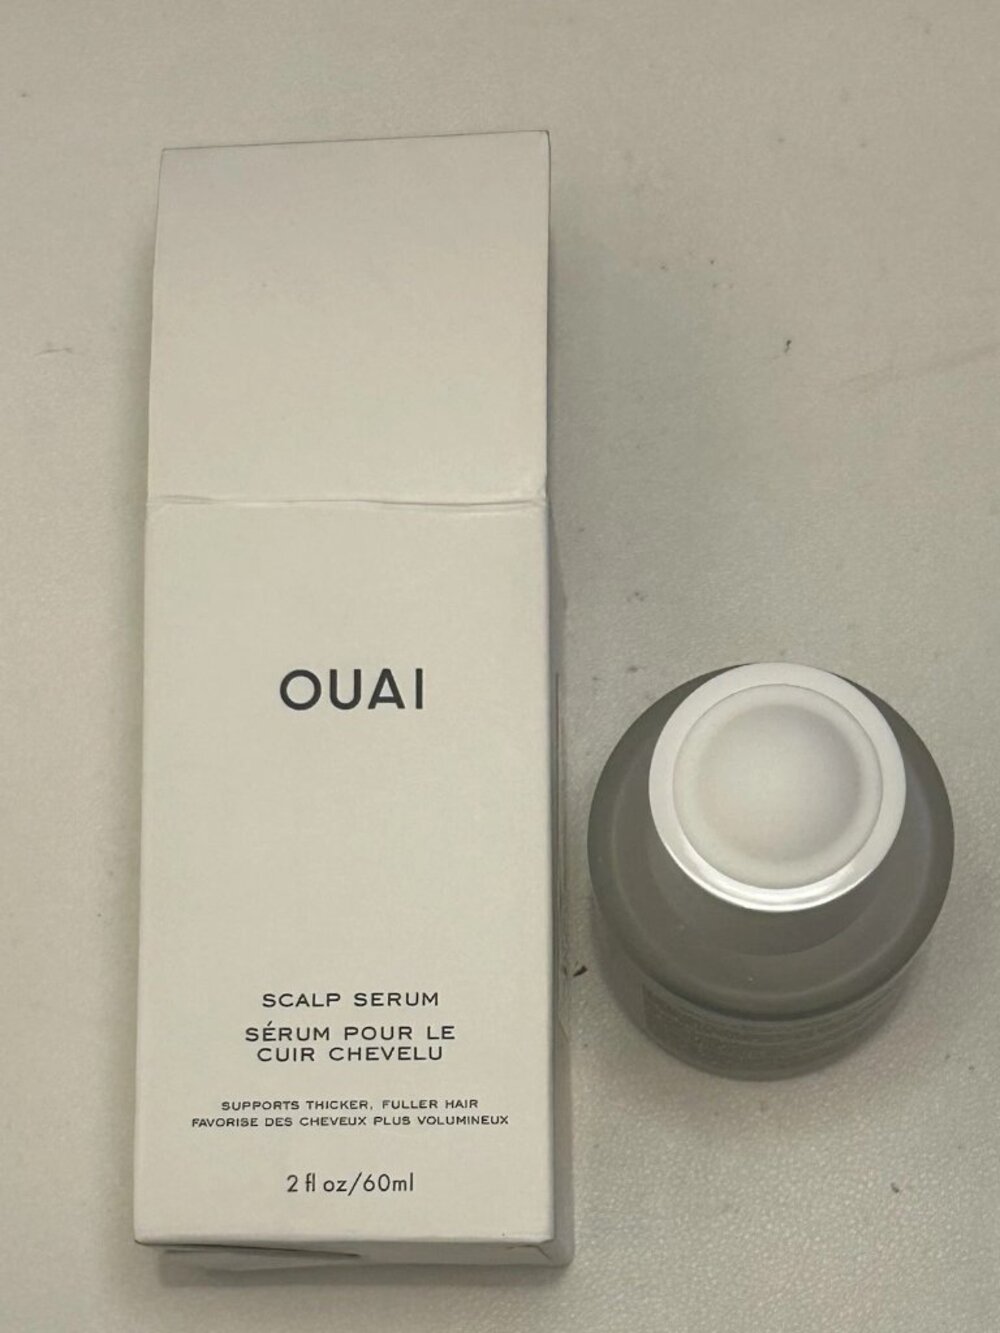 OUAI
SCALP SERUM
SÉRUM POUR LE
CUIR CHEVELU
SUPPORTS THICKER, FULLER HAIR
FAVORISE DES CHEVEUX PLUS VOLUMINEUX
2 fl oz/60ml